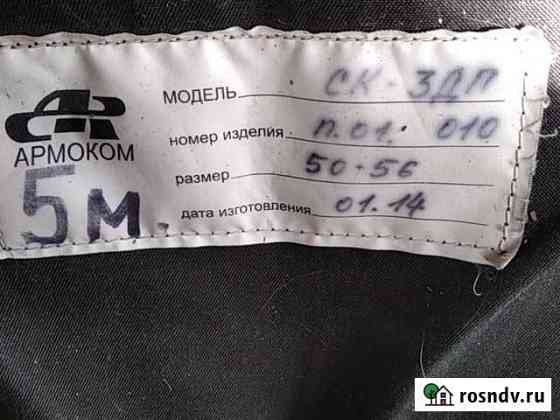 АРМОКОМ
5М.
МОДЕЛЬ СК-3ДП
номер изделия П.01. 010
размер 50-56
дата изготовления 01.14
rosndv.ru